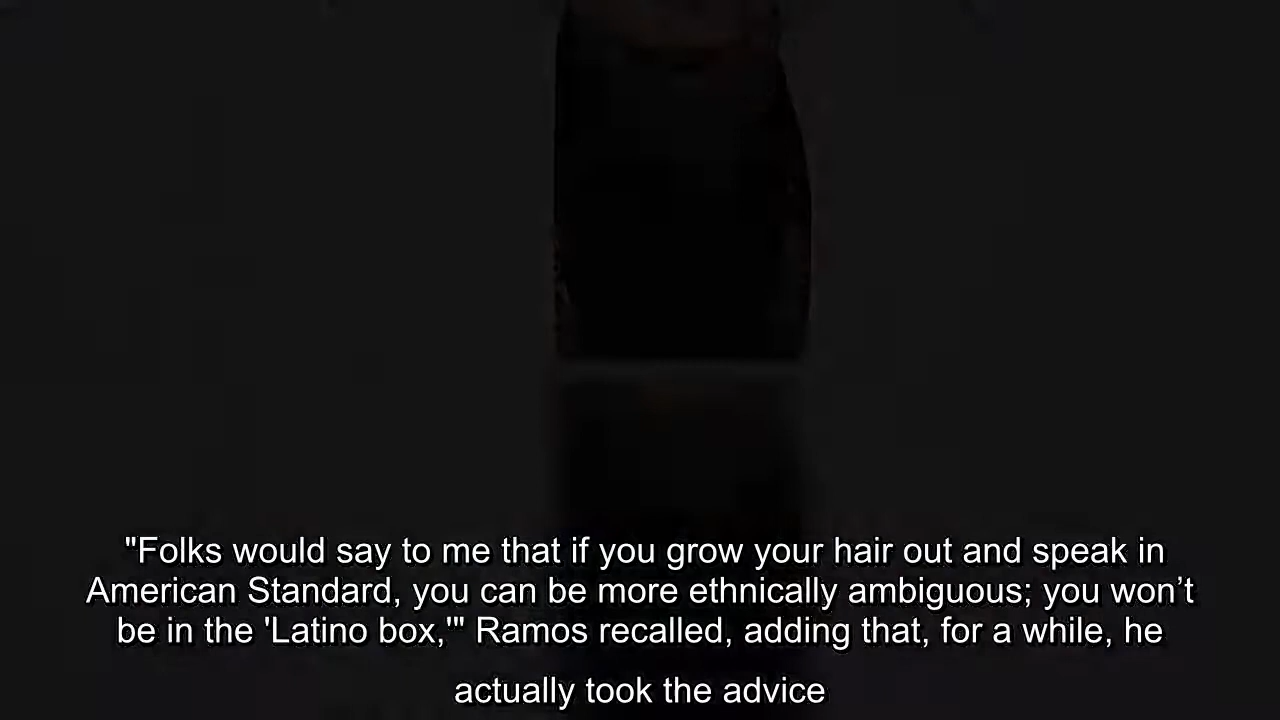 "Folks would say to me that if you grow your hair out and speak in
American Standard, you can be more ethnically ambiguous; you won’t
be in the 'Latino box,'" Ramos recalled, adding that, for a while, he
actually took the advice